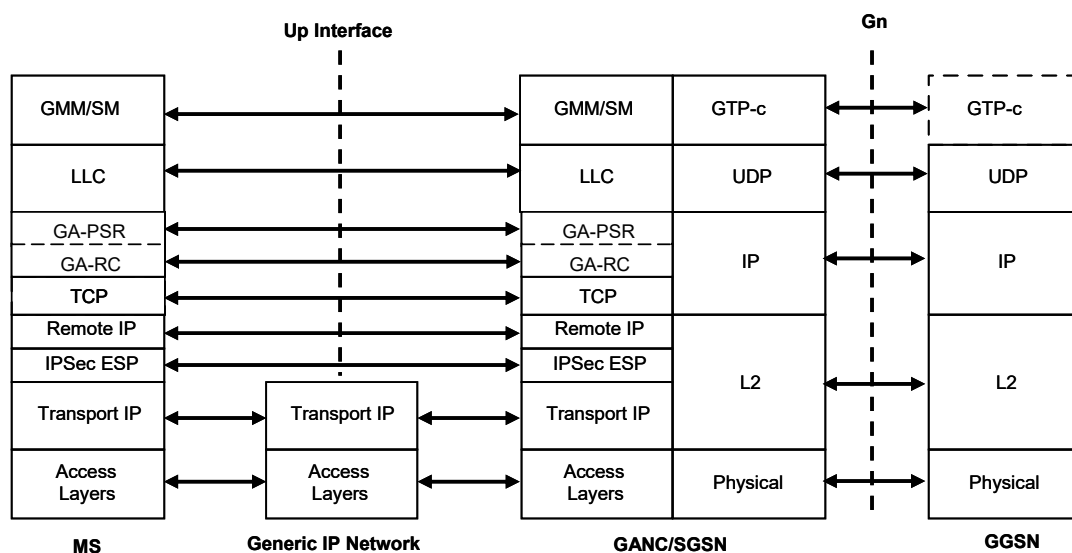 Up Interface
Gn
GMM/SM
GMM/SM
GTP-c
GTP-c
LLC
LLC
UDP
UDP
GA-PSR
GA-PSR
GA-RC
GA-RC
IP
IP
TCP
TCP
Remote IP
Remote IP
IPSec ESP
IPSec ESP
L2
L2
Transport IP
Transport IP
Transport IP
Access
Layers
Access
Layers
Access
Layers
Physical
Physical
MS
Generic IP Network
GANC/SGSN
GGSN